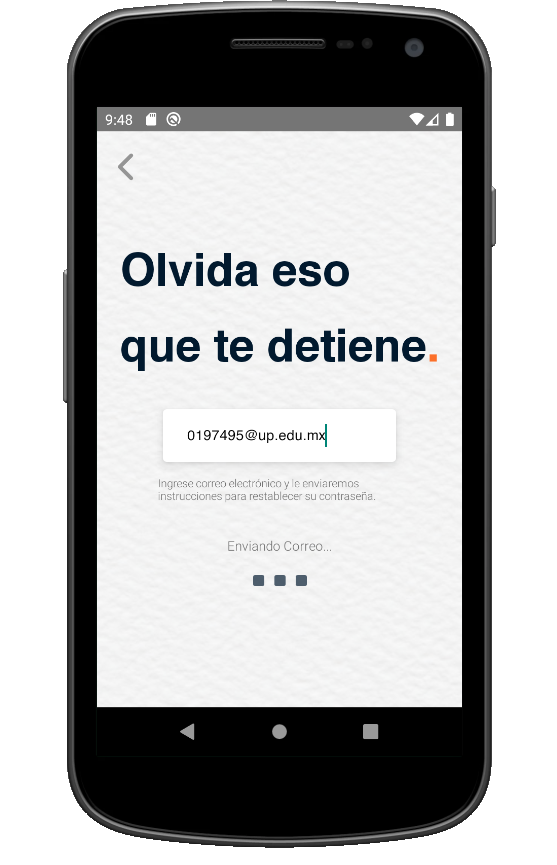 9:48
Olvida eso
que te detiene.
0197495@up.edu.mx
Ingrese correo electrónico y le enviaremos
instrucciones para restablecer su contraseña.
Enviando Correo...